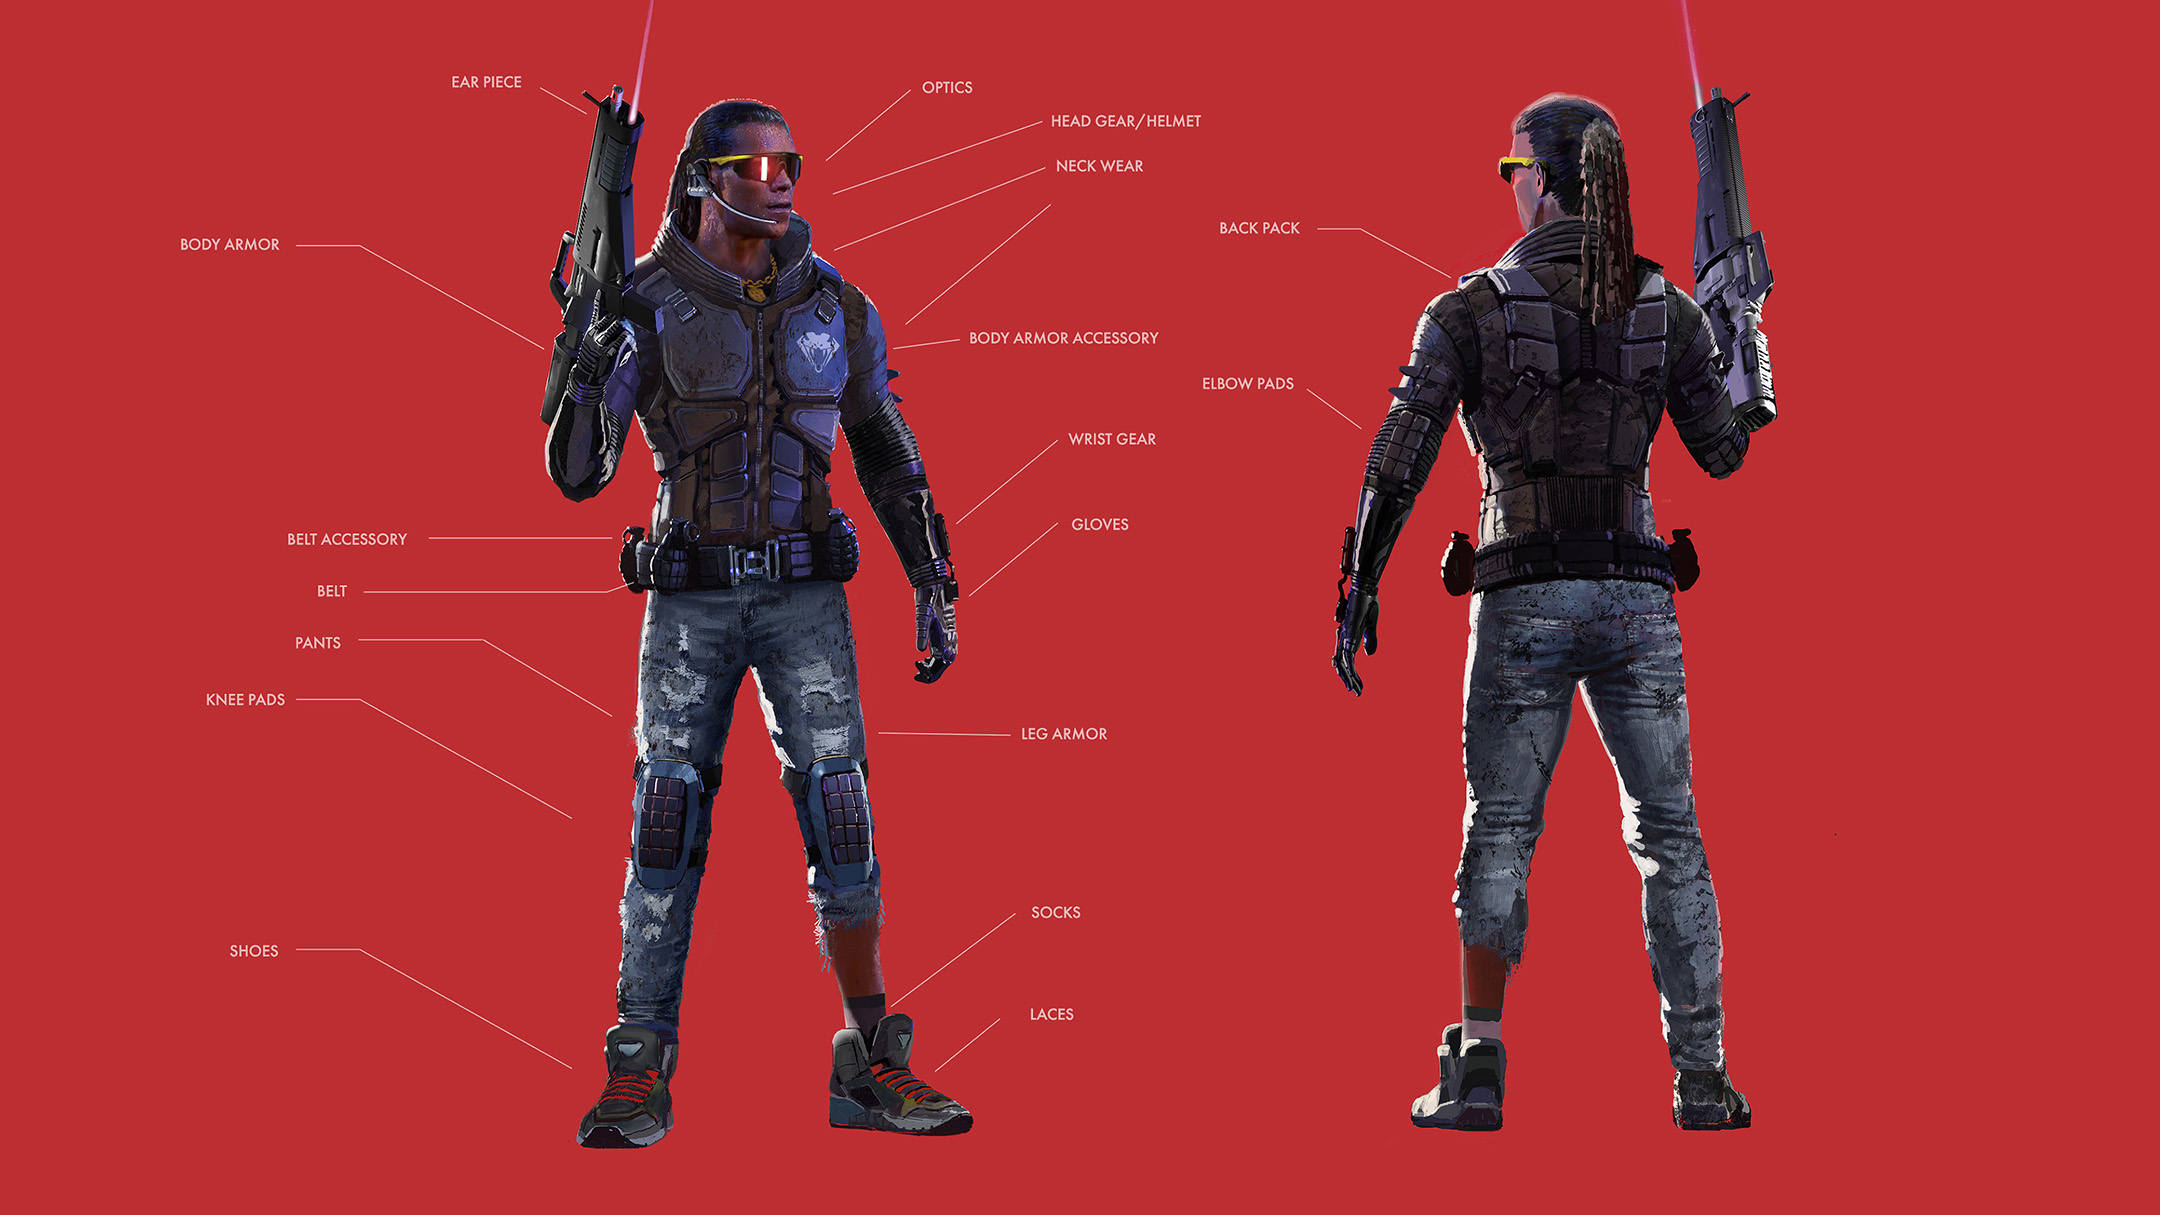 EAR PIECE
OPTICS
HEAD GEAR/HELMET
NECK WEAR
BACK PACK
BODY ARMOR
BODY ARMOR ACCESSORY
ELBOW PADS
WRIST GEAR
GLOVES
BELT ACCESSORY
BELT
PANTS
KNEE PADS
LEG ARMOR
SOCKS
SHOES
LACES